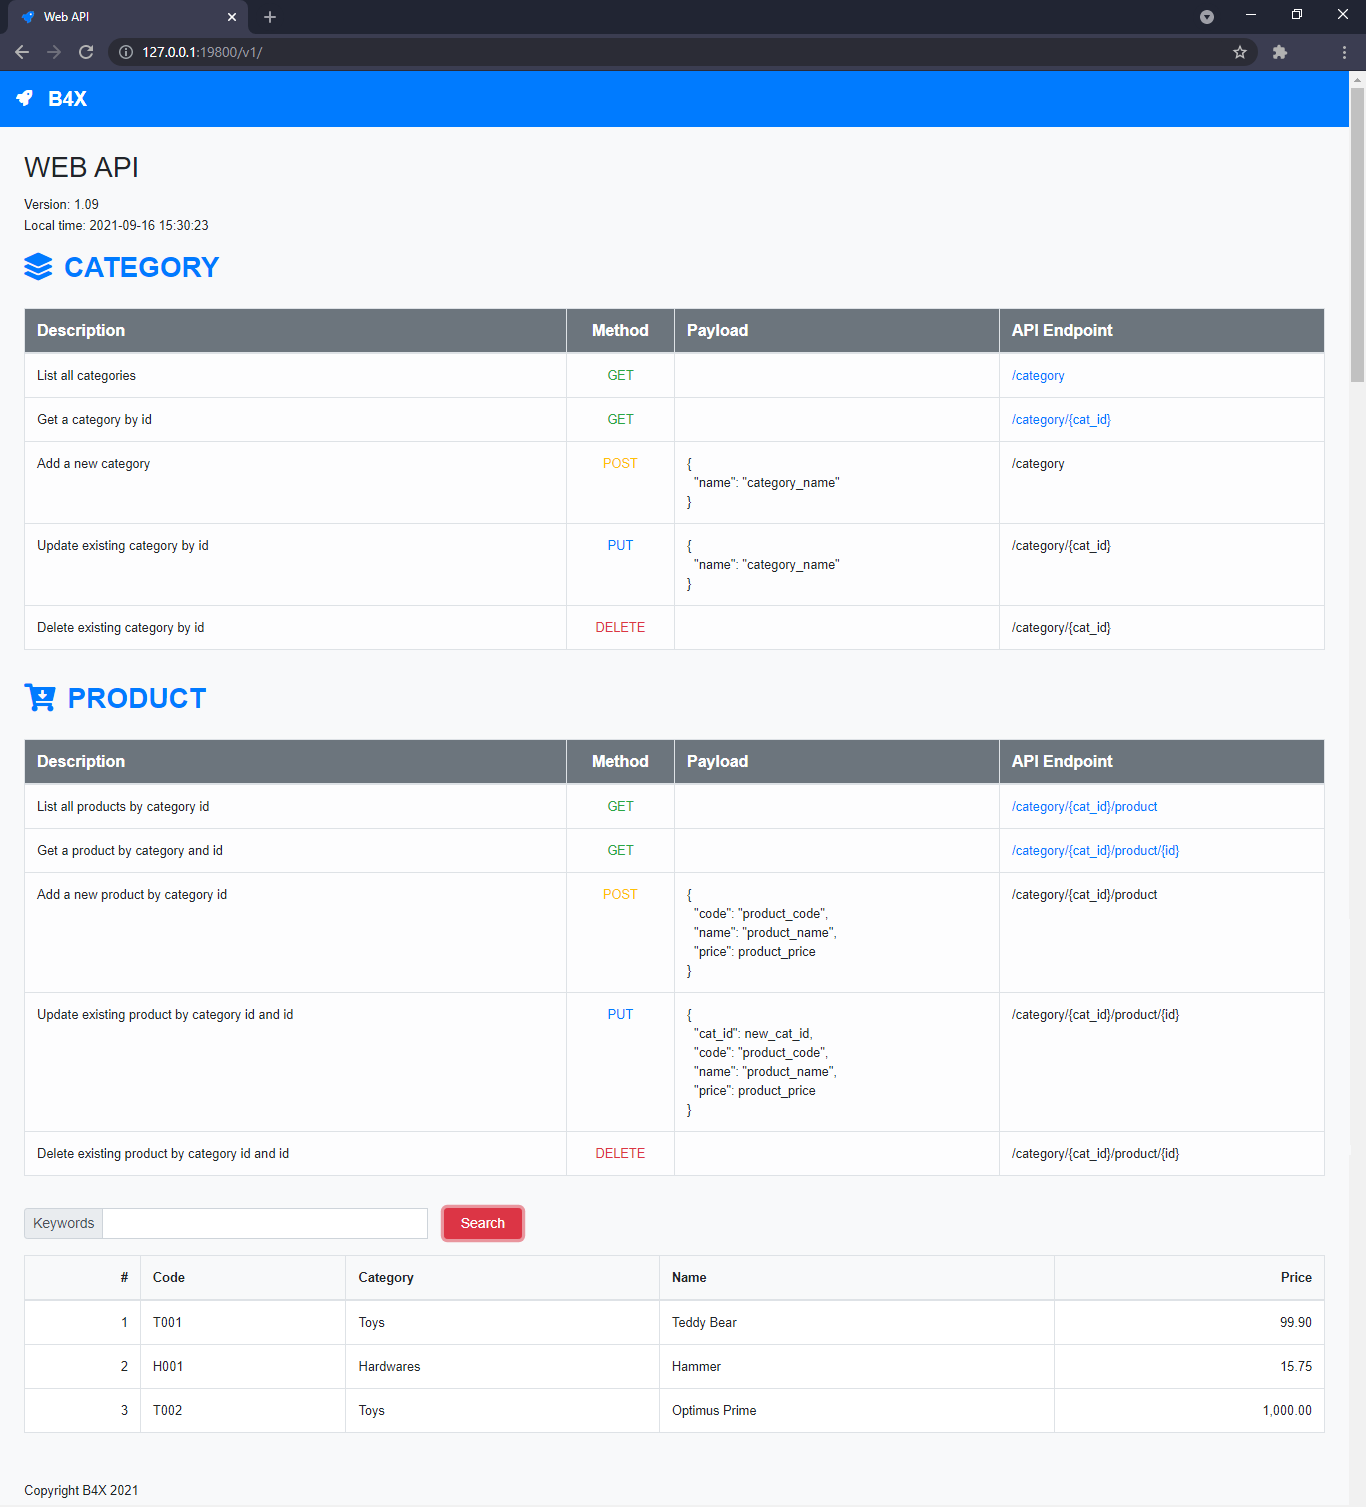 Web API
127.0.0.1:19800/v1/
B4X
WEB API
Version: 1.09
Local time: 2021-09-16 15:30:23
CATEGORY
Description Method Payload API Endpoint
List all categories GET /category
Get a category by id GET /category/{cat_id}
Add a new category POST { /category
"name": "category_name"
}
Update existing category by id PUT { /category/{cat_id}
"name": "category_name"
}
Delete existing category by id DELETE /category/{cat_id}
PRODUCT
Description Method Payload API Endpoint
List all products by category id GET /category/{cat_id}/product
Get a product by category and id GET /category/{cat_id}/product/{id}
Add a new product by category id POST { /category/{cat_id}/product
"code": "product_code",
"name": "product_name",
"price": product_price
}
Update existing product by category id and id PUT { /category/{cat_id}/product/{id}
"cat_id": new_cat_id,
"code": "product_code",
"name": "product_name",
"price": product_price
}
Delete existing product by category id and id DELETE /category/{cat_id}/product/{id}
Keywords Search
# Code Category Name Price
1 T001 Toys Teddy Bear 99.90
2 H001 Hardwares Hammer 15.75
3 T002 Toys Optimus Prime 1,000.00
Copyright B4X 2021